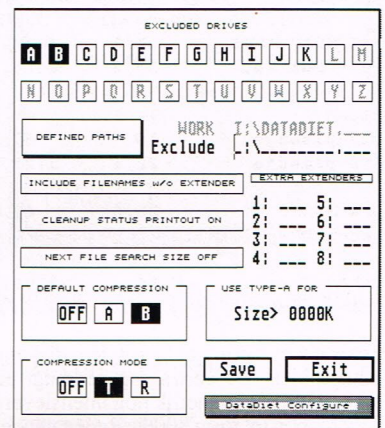 EXCLUDED DRIVES
A B C D E F G H I J K L M
N O P Q R S T U V W X Y Z
DEFINED PATHS
WORK I:\DATADIET.___
Exclude _:\________.___
INCLUDE FILENAMES w/o EXTENDER
EXTRA EXTENDERS
CLEANUP STATUS PRINTOUT ON
NEXT FILE SEARCH SIZE OFF
1: ___ 5: ___
2: ___ 6: ___
3: ___ 7: ___
4: ___ 8: ___
DEFAULT COMPRESSION
OFF A B
USE TYPE-A FOR
Size> 0000K
COMPRESSION MODE
OFF T R
Save Exit
DataDiet Configure